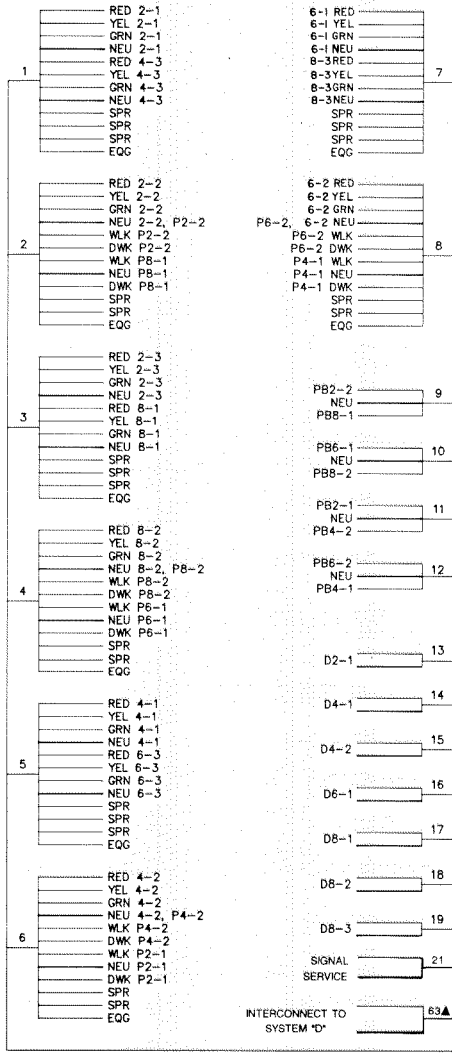 1
RED 2-1
YEL 2-1
GRN 2-1
NEU 2-1
RED 4-3
YEL 4-3
GRN 4-3
NEU 4-3
SPR
SPR
SPR
EQG
2
RED 2-2
YEL 2-2
GRN 2-2
NEU 2-2, P2-2
WLK P2-2
DWK P2-2
WLK P8-1
NEU P8-1
DWK P8-1
SPR
SPR
EQG
3
RED 2-3
YEL 2-3
GRN 2-3
NEU 2-3
RED 8-1
YEL 8-1
GRN 8-1
NEU 8-1
SPR
SPR
SPR
EQG
4
RED 8-2
YEL 8-2
GRN 8-2
NEU 8-2, P8-2
WLK P8-2
DWK P8-2
WLK P6-1
NEU P6-1
DWK P6-1
SPR
SPR
EQG
5
RED 4-1
YEL 4-1
GRN 4-1
NEU 4-1
RED 6-3
YEL 6-3
GRN 6-3
NEU 6-3
SPR
SPR
SPR
EQG
6
RED 4-2
YEL 4-2
GRN 4-2
NEU 4-2, P4-2
WLK P4-2
DWK P4-2
WLK P2-1
NEU P2-1
DWK P2-1
SPR
SPR
EQG
6-1 RED
6-1 YEL
6-1 GRN
6-1 NEU
8-3RED
8-3YEL
8-3GRN
8-3NEU
SPR
SPR
SPR
EQG
7
6-2 RED
6-2 YEL
6-2 GRN
P6-2, 6-2 NEU
P6-2 WLK
P6-2 DWK
P4-1 WLK
P4-1 NEU
P4-1 DWK
SPR
SPR
EQG
8
PB2-2
NEU
PB8-1
9
PB6-1
NEU
PB8-2
10
PB2-1
NEU
PB4-2
11
PB6-2
NEU
PB4-1
12
D2-1 13
D4-1 14
D4-2 15
D6-1 16
D8-1 17
D8-2 18
D8-3 19
SIGNAL
SERVICE
21
INTERCONNECT TO
SYSTEM "D"
63▲